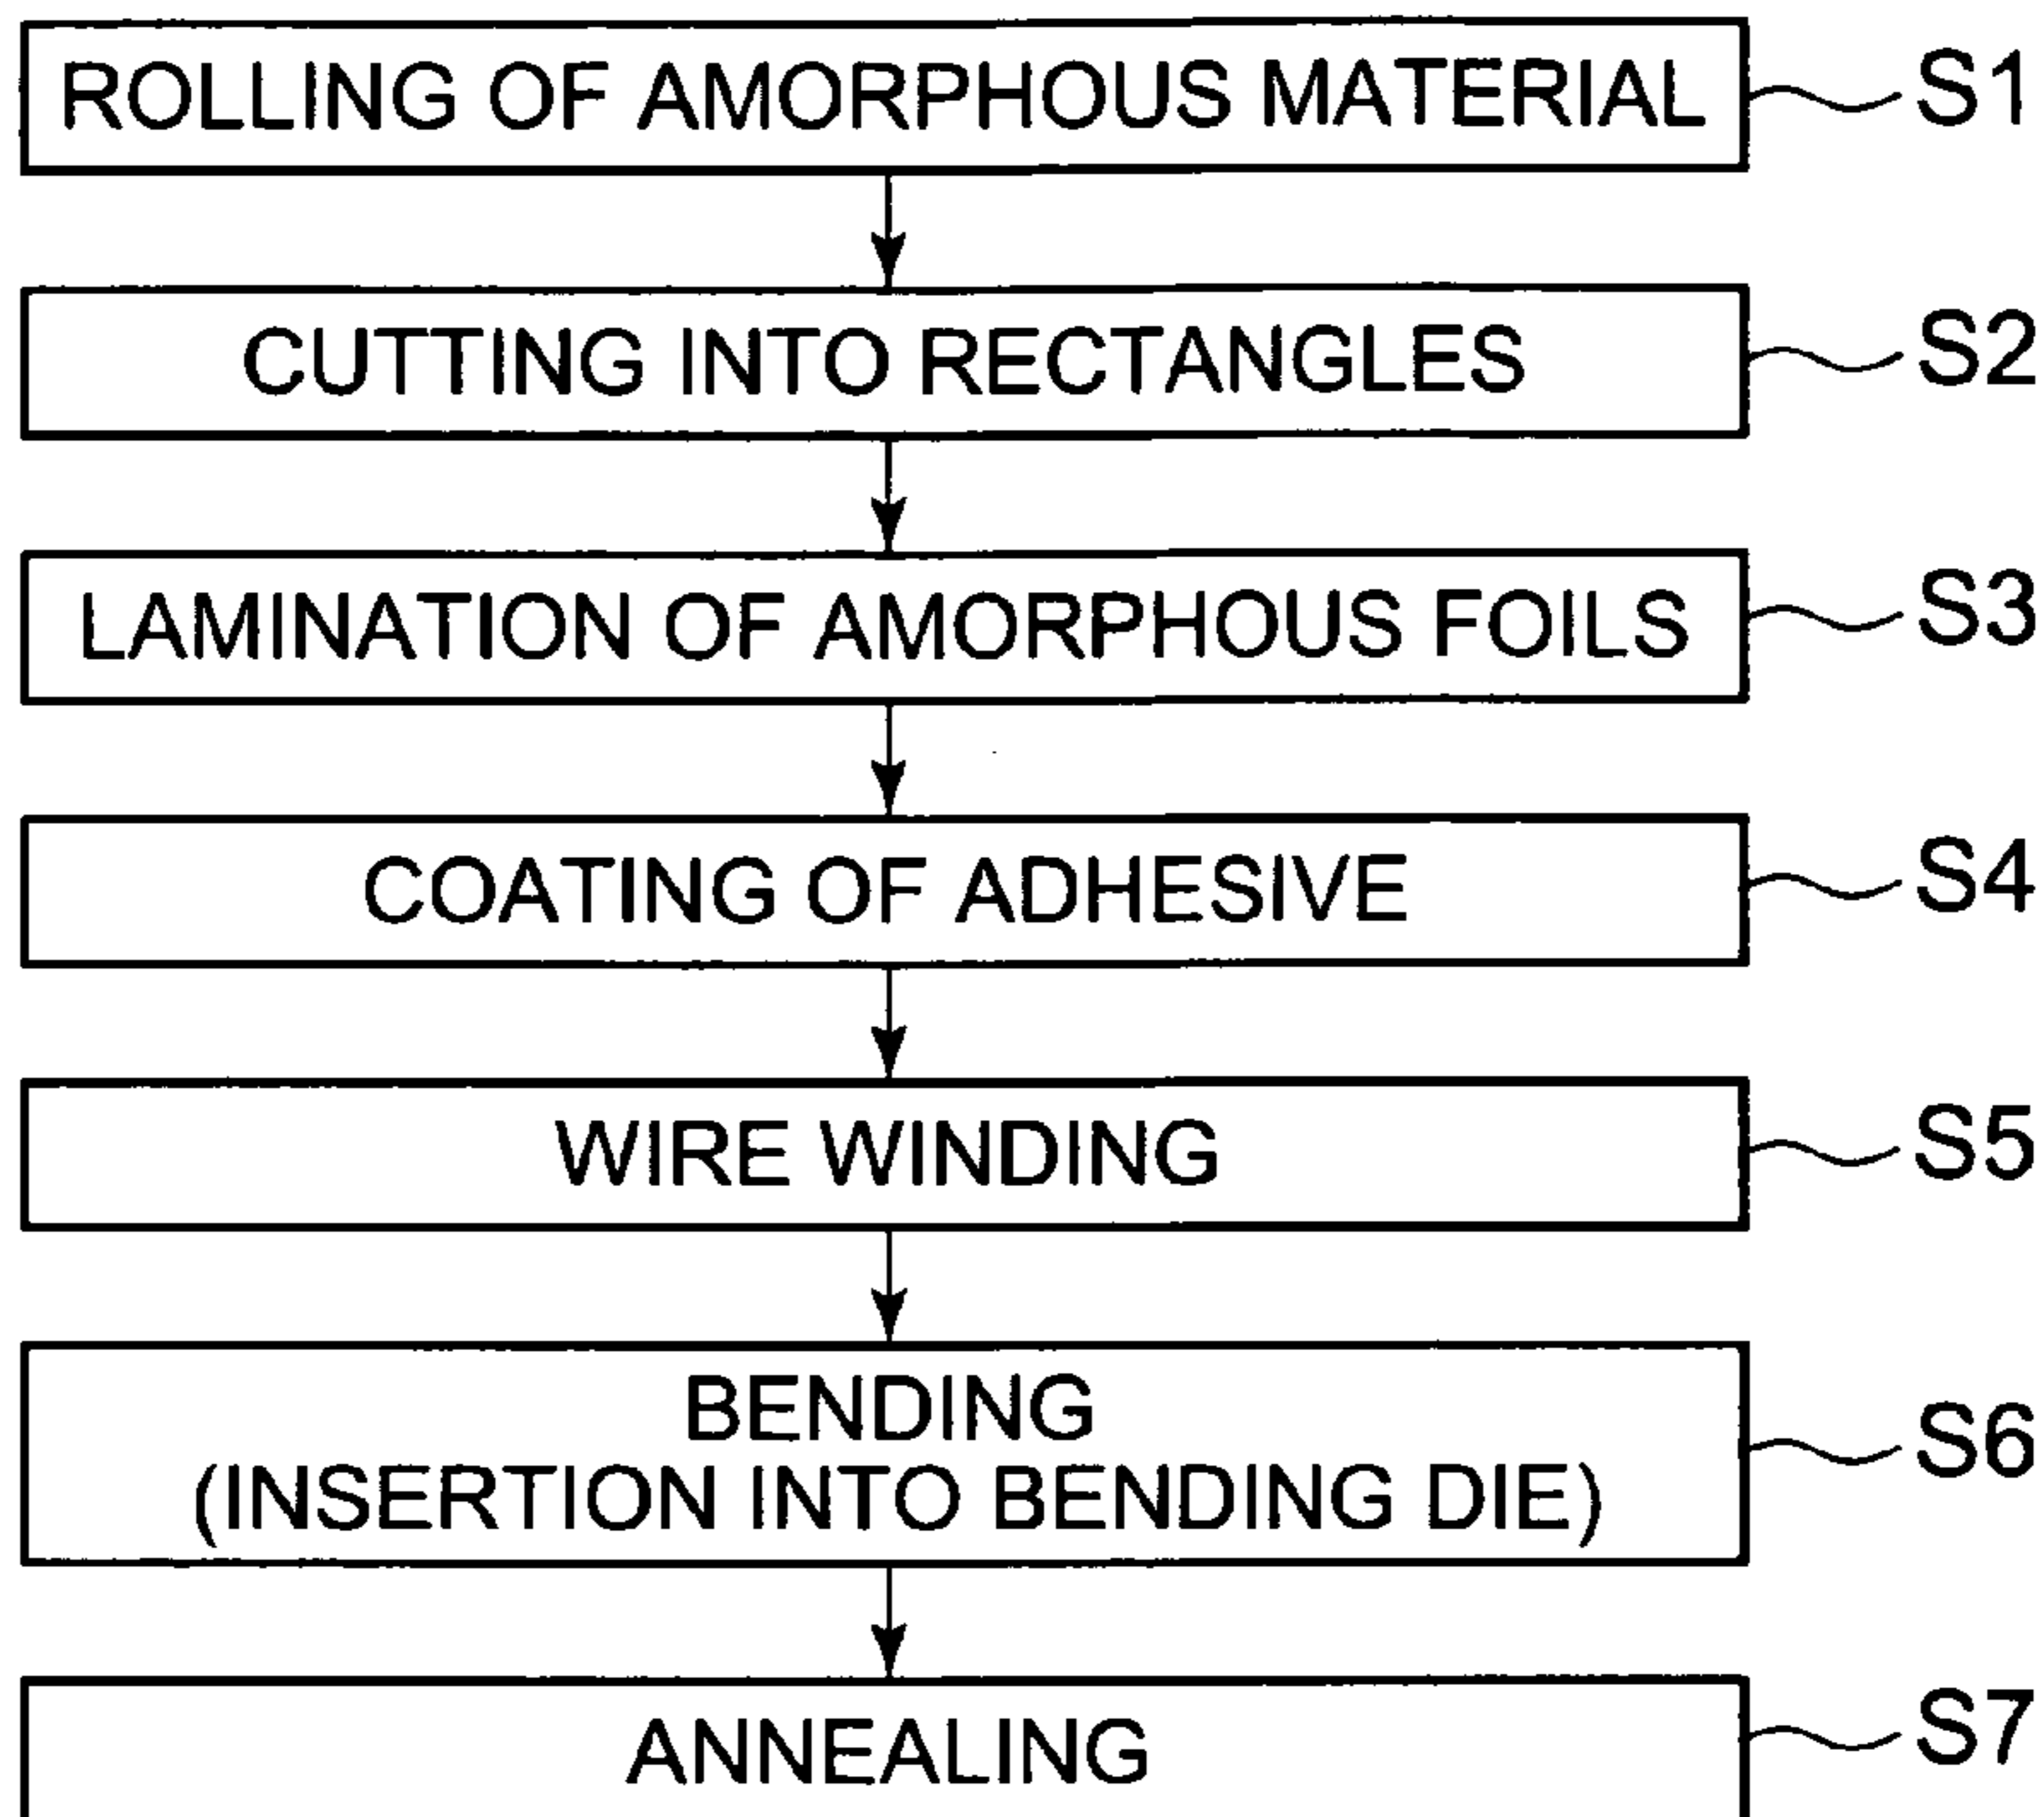 ROLLING OF AMORPHOUS MATERIAL S1
CUTTING INTO RECTANGLES S2
LAMINATION OF AMORPHOUS FOILS S3
COATING OF ADHESIVE S4
WIRE WINDING S5
BENDING
(INSERTION INTO BENDING DIE) S6
ANNEALING S7